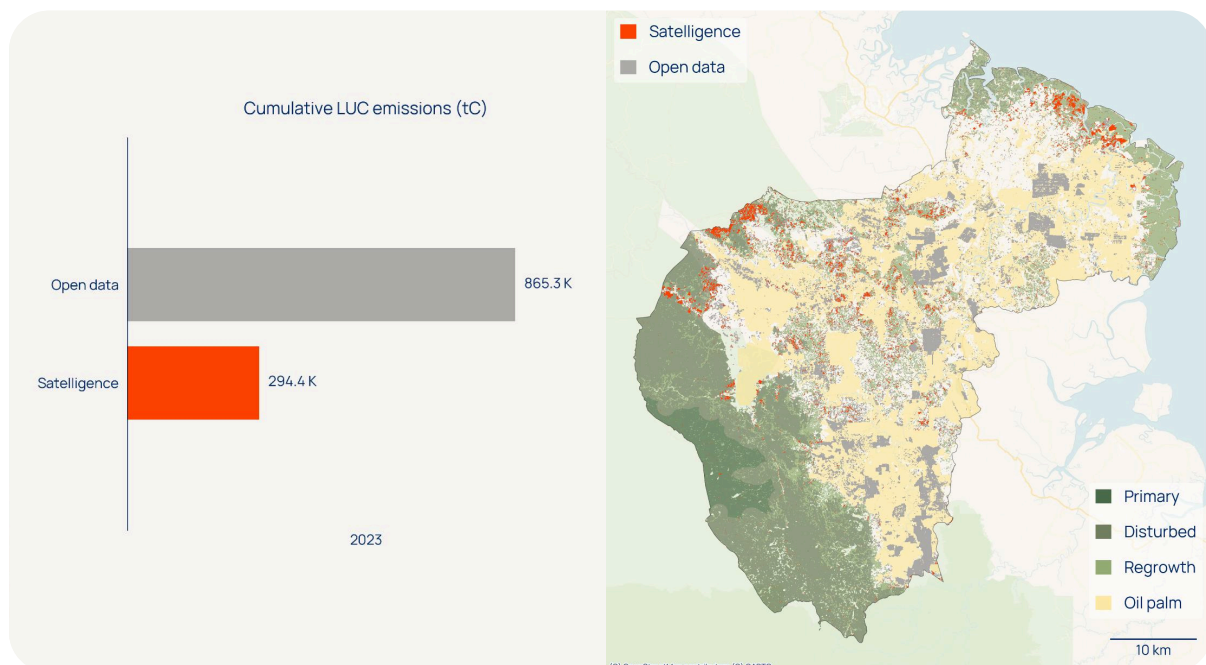 Cumulative LUC emissions (tC)
Open data
865.3 K
Satelligence
294.4 K
2023
Satelligence
Open data
Primary
Disturbed
Regrowth
Oil palm
10 km